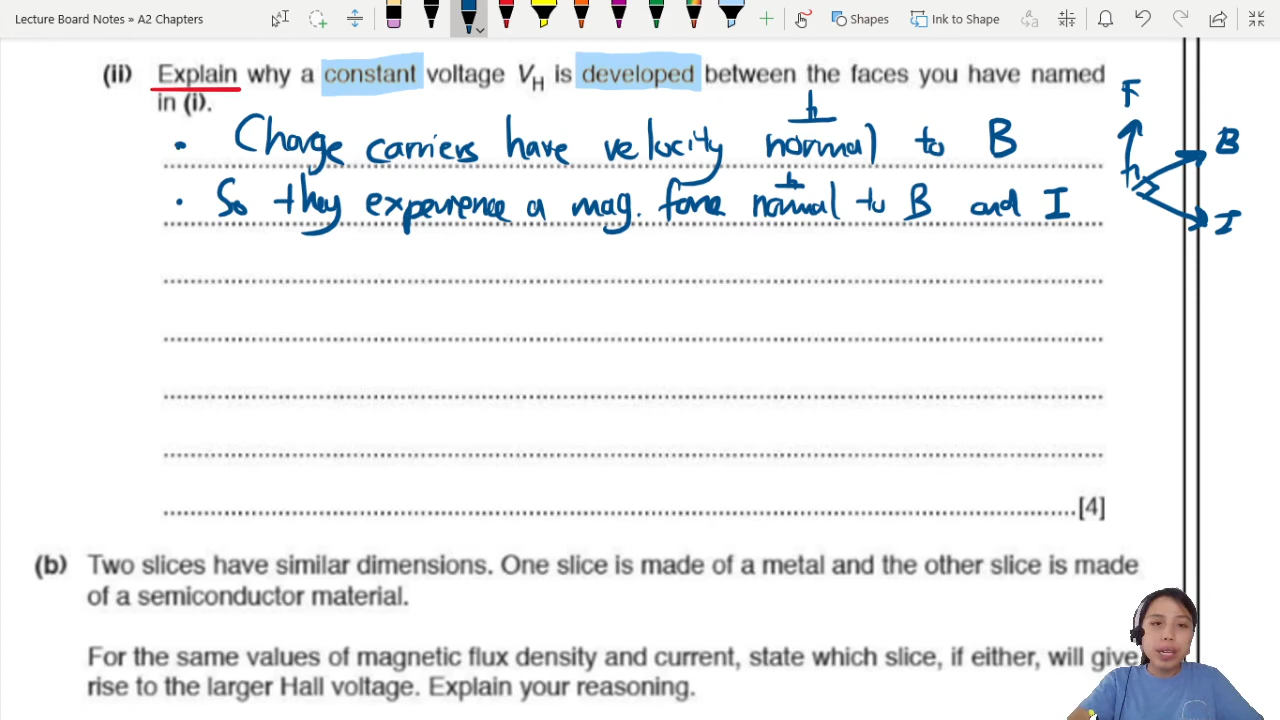 Lecture Board Notes » A2 Chapters
Shapes
Ink to Shape
(ii) Explain why a constant voltage VH is developed between the faces you have named
in (i).
F
h
• Charge carriers have velocity normal to B
B
h
• So they experience a mag. force normal to B and I
h
I
[4]
(b) Two slices have similar dimensions. One slice is made of a metal and the other slice is made
of a semiconductor material.
For the same values of magnetic flux density and current, state which slice, if either, will give
rise to the larger Hall voltage. Explain your reasoning.